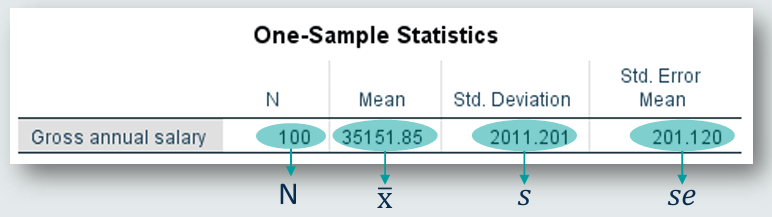 One-Sample Statistics
N Mean Std. Deviation Std. Error Mean
Gross annual salary 100 35151.85 2011.201 201.120
N x̅ s se